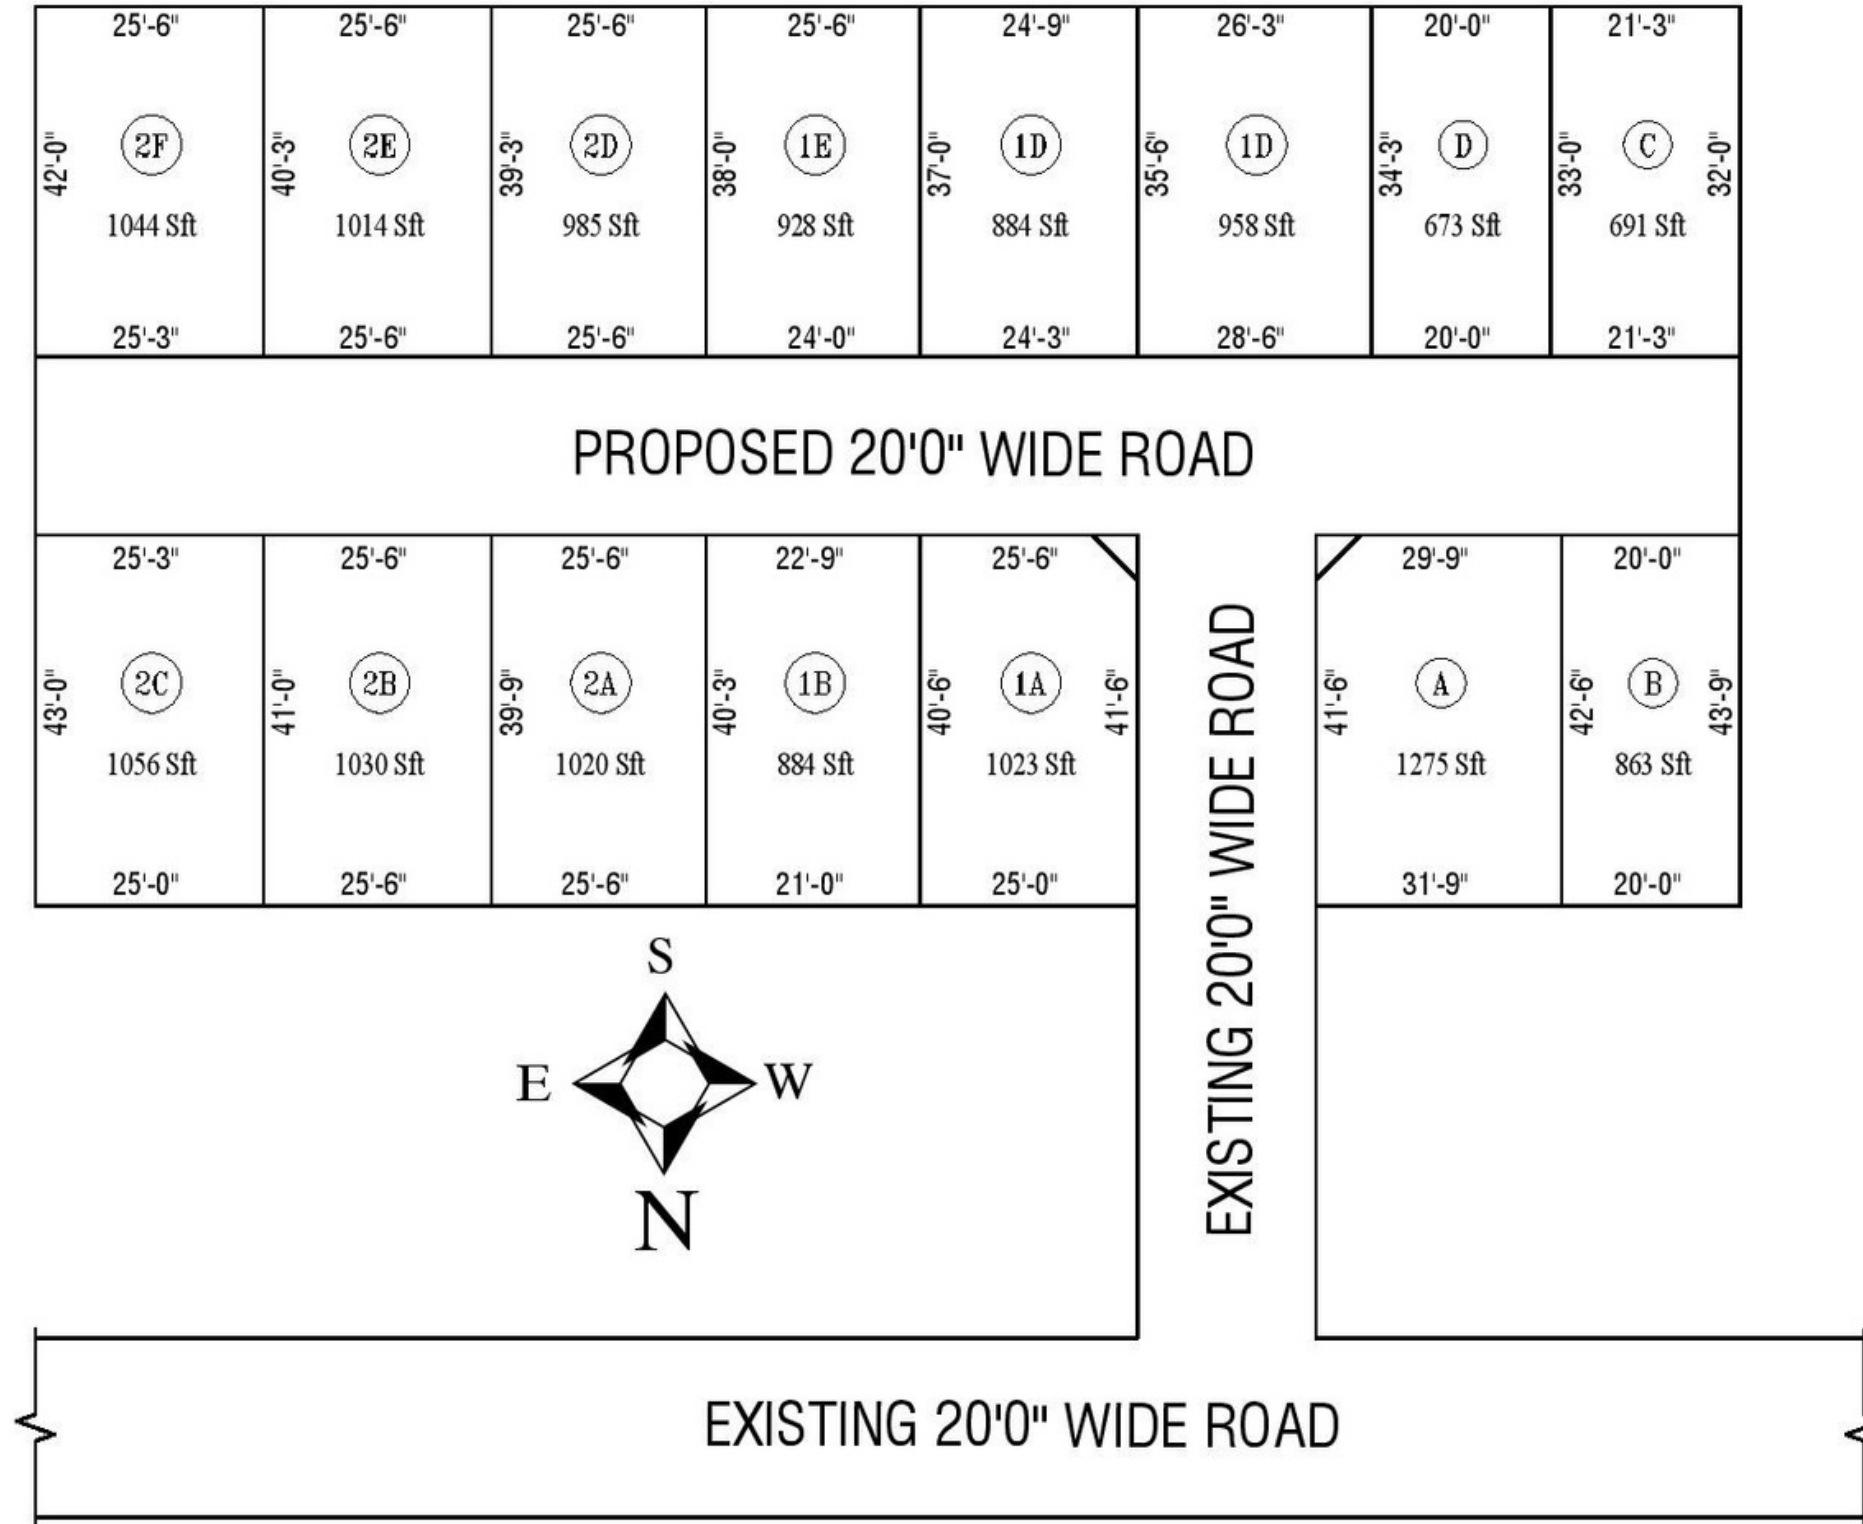 25'-6" 25'-6" 25'-6" 25'-6" 24'-9" 26'-3" 20'-0" 21'-3"
42'-0" 2F 40'-3" 2E 39'-3" 2D 38'-0" 1E 37'-0" 1D 35'-6" 1D 34'-3" D 33'-0" C 32'-0"
1044 Sft 1014 Sft 985 Sft 928 Sft 884 Sft 958 Sft 673 Sft 691 Sft
25'-3" 25'-6" 25'-6" 24'-0" 24'-3" 28'-6" 20'-0" 21'-3"
PROPOSED 20'0" WIDE ROAD
25'-3" 25'-6" 25'-6" 22'-9" 25'-6" 29'-9" 20'-0"
43'-0" 2C 41'-0" 2B 39'-9" 2A 40'-3" 1B 40'-6" 1A 41'-6" 41'-6" A 42'-6" B 43'-9"
1056 Sft 1030 Sft 1020 Sft 884 Sft 1023 Sft 1275 Sft 863 Sft
25'-0" 25'-6" 25'-6" 21'-0" 25'-0" 31'-9" 20'-0"
EXISTING 20'0" WIDE ROAD
S
E W
N
EXISTING 20'0" WIDE ROAD